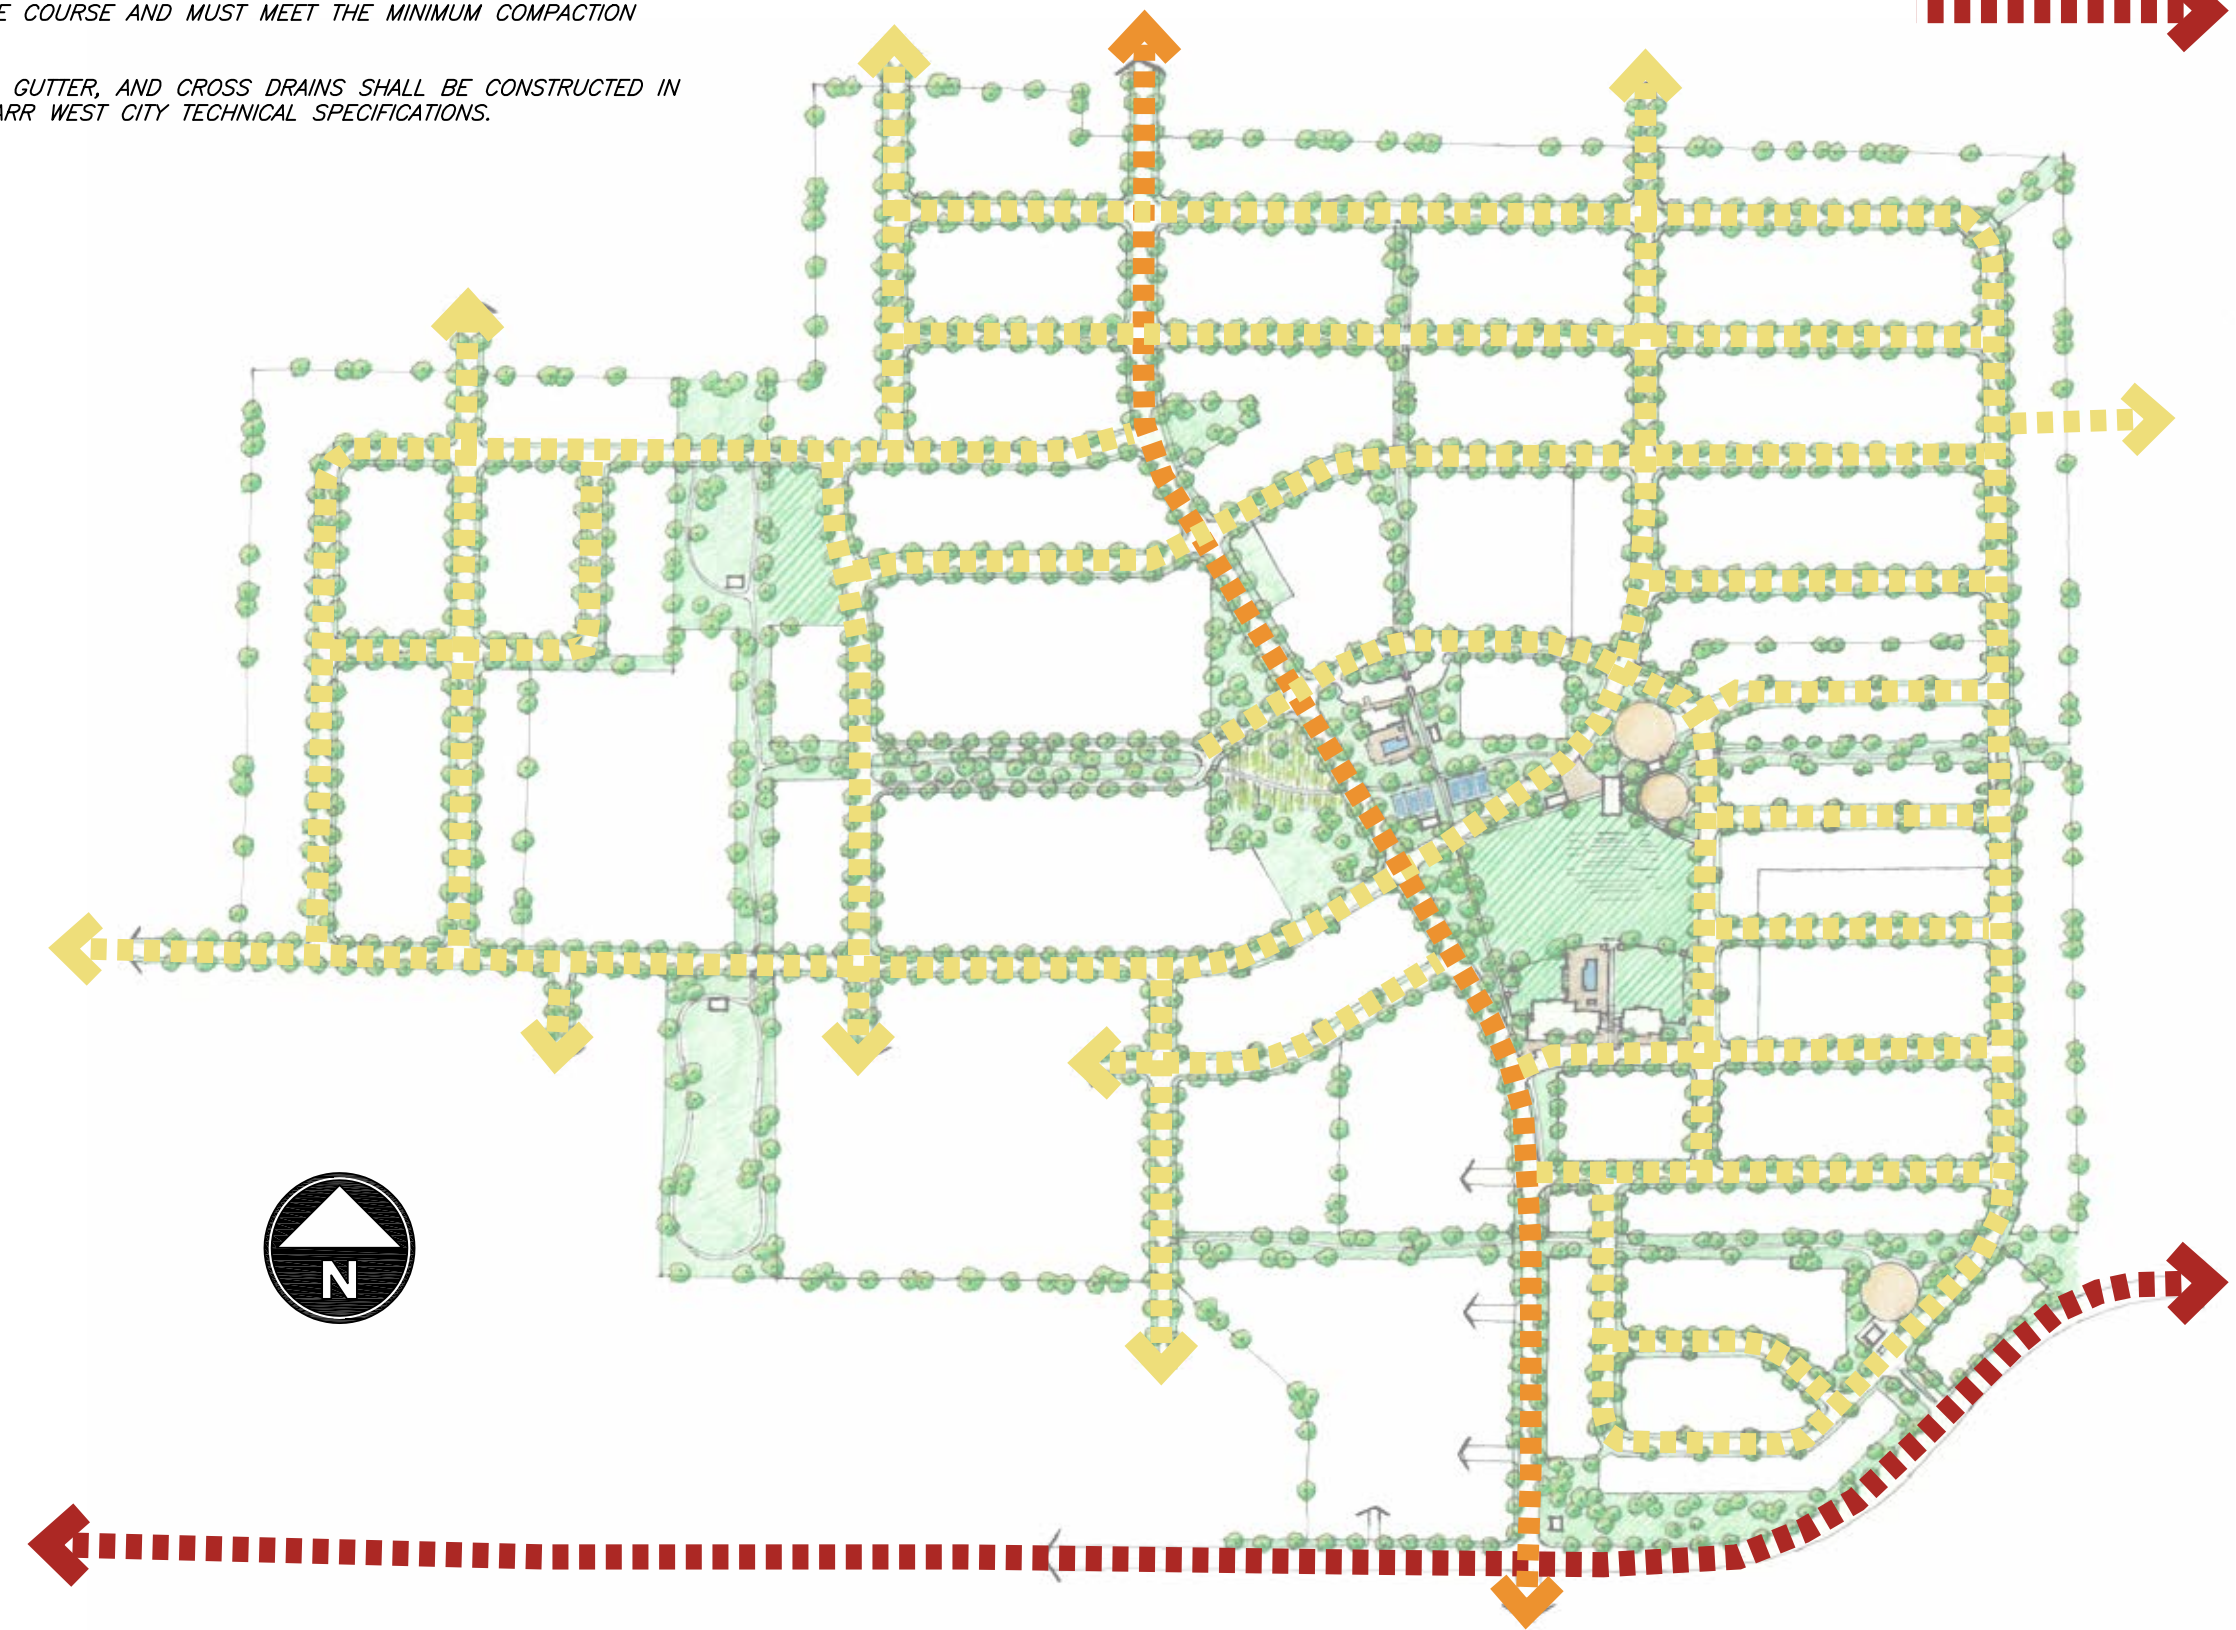 E COURSE AND MUST MEET THE MINIMUM COMPACTION
GUTTER, AND CROSS DRAINS SHALL BE CONSTRUCTED IN
ARR WEST CITY TECHNICAL SPECIFICATIONS.
N